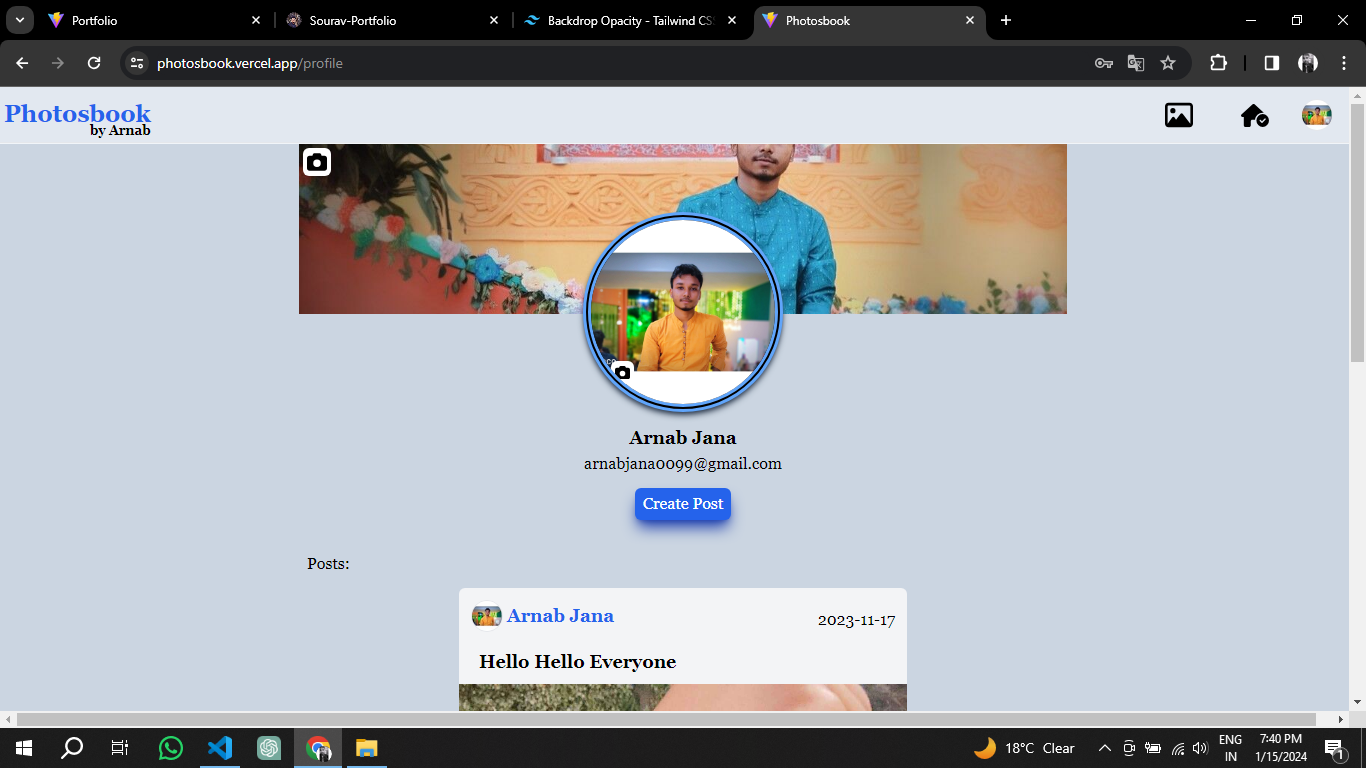 Portfolio
Sourav-Portfolio
Backdrop Opacity - Tailwind CS
Photosbook
photosbook.vercel.app/profile
Photosbook
by Arnab
Arnab Jana
arnabjana0099@gmail.com
Create Post
Posts:
Arnab Jana
2023-11-17
Hello Hello Everyone
18°C Clear
ENG
IN
7:40 PM
1/15/2024
1